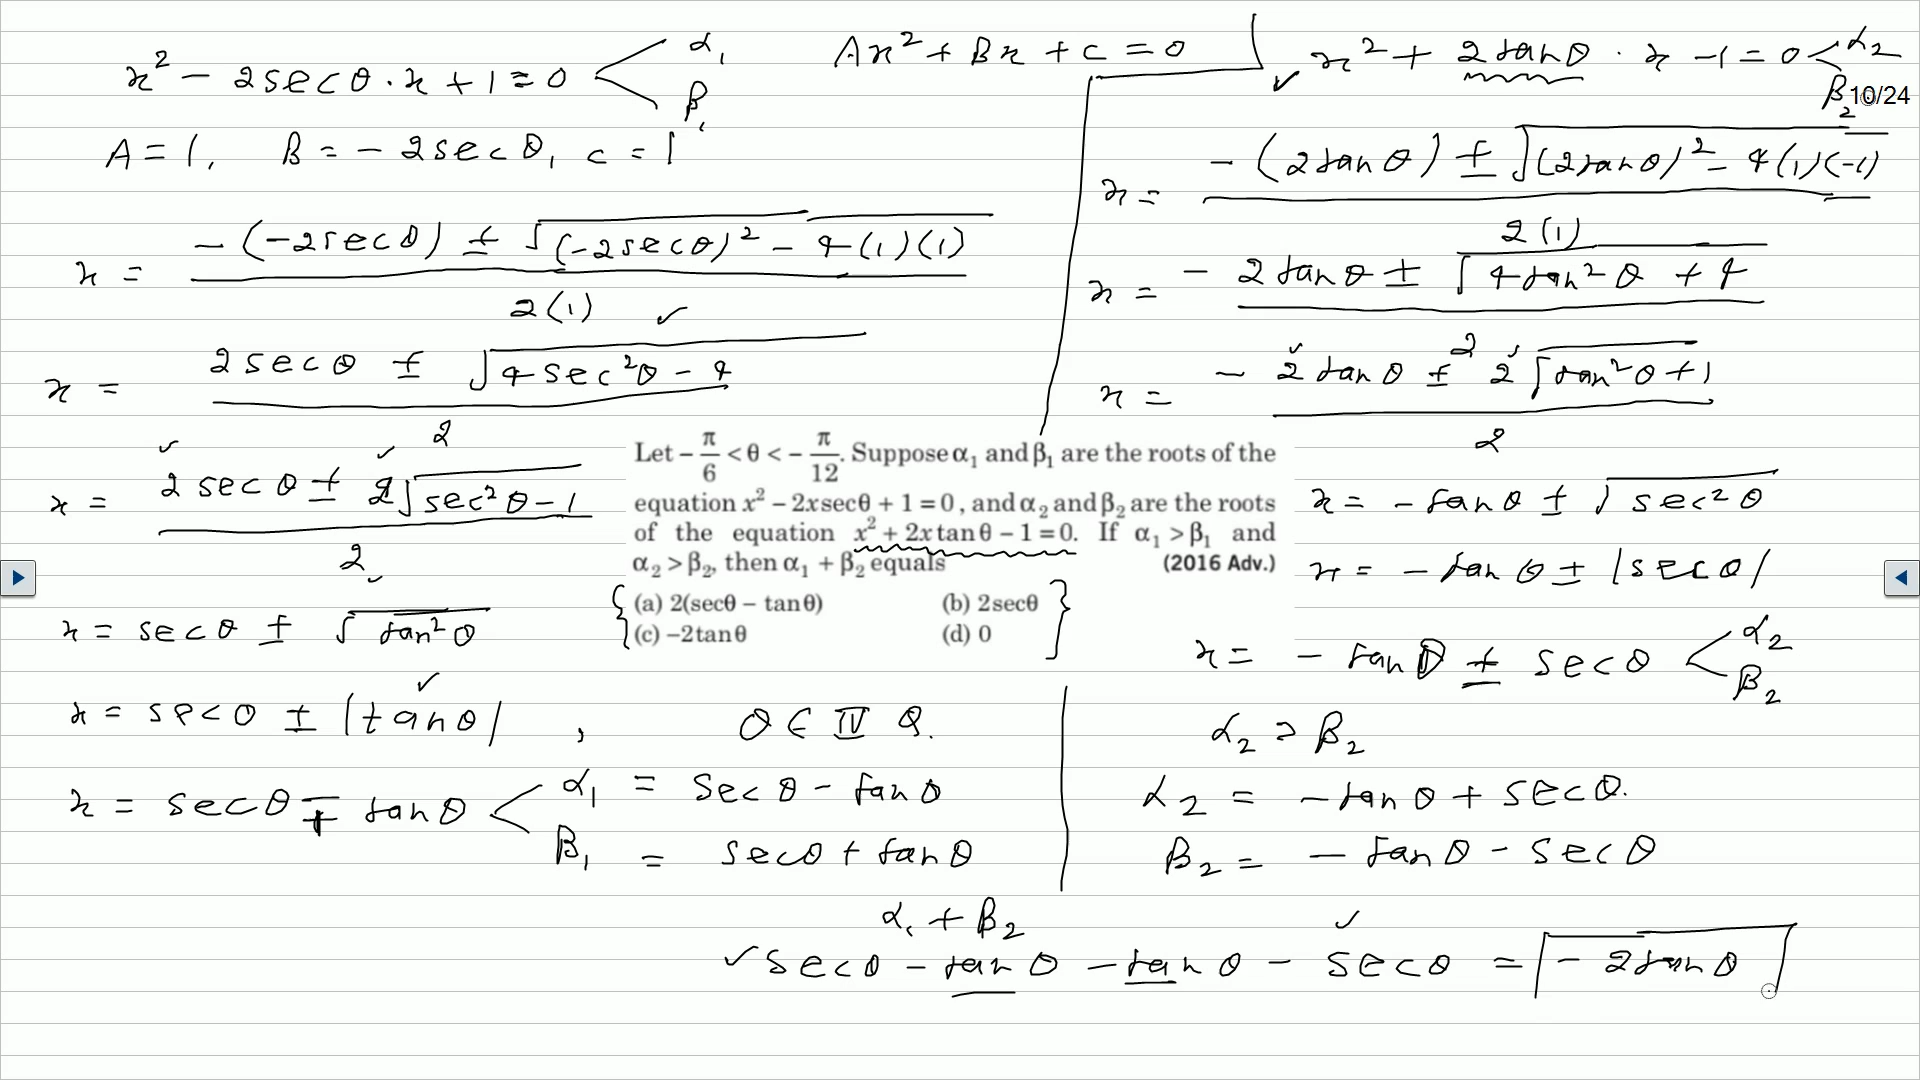 x² - 2secθ·x + 1 = 0 < α₁ β₁
A = 1, B = - 2secθ, c = 1
Ax² + Bx + c = 0
x = (-(-2secθ) ± √((-2secθ)² - 4(1)(1))) / 2(1)
x = (2secθ ± √(4sec²θ - 4)) / 2
x = (2secθ ± 2√(sec²θ - 1)) / 2
x = secθ ± √(tan²θ)
x = secθ ± |tanθ| , θ ∈ IV Q.
x = secθ ∓ tanθ < α₁ = secθ - tanθ
β₁ = secθ + tanθ
Let -π/6 < θ < -π/12. Suppose α₁ and β₁ are the roots of the
equation x² - 2x secθ + 1 = 0, and α₂ and β₂ are the roots
of the equation x² + 2x tanθ - 1 = 0. If α₁ > β₁ and
α₂ > β₂, then α₁ + β₂ equals (2016 Adv.)
(a) 2(secθ - tanθ) (b) 2secθ
(c) -2tanθ (d) 0
x² + 2tanθ · x - 1 = 0 < α₂ β₂
10/24
x = (-(2tanθ) ± √((2tanθ)² - 4(1)(-1))) / 2(1)
x = (- 2tanθ ± √(4tan²θ + 4)) / 2
x = (- 2tanθ ± 2√(tan²θ + 1)) / 2
x = - tanθ ± √(sec²θ)
x = - tanθ ± |secθ|
x = - tanθ ± secθ < α₂ β₂
α₂ > β₂
α₂ = - tanθ + secθ.
β₂ = - tanθ - secθ
α₁ + β₂
secθ - tanθ - tanθ - secθ = - 2tanθ